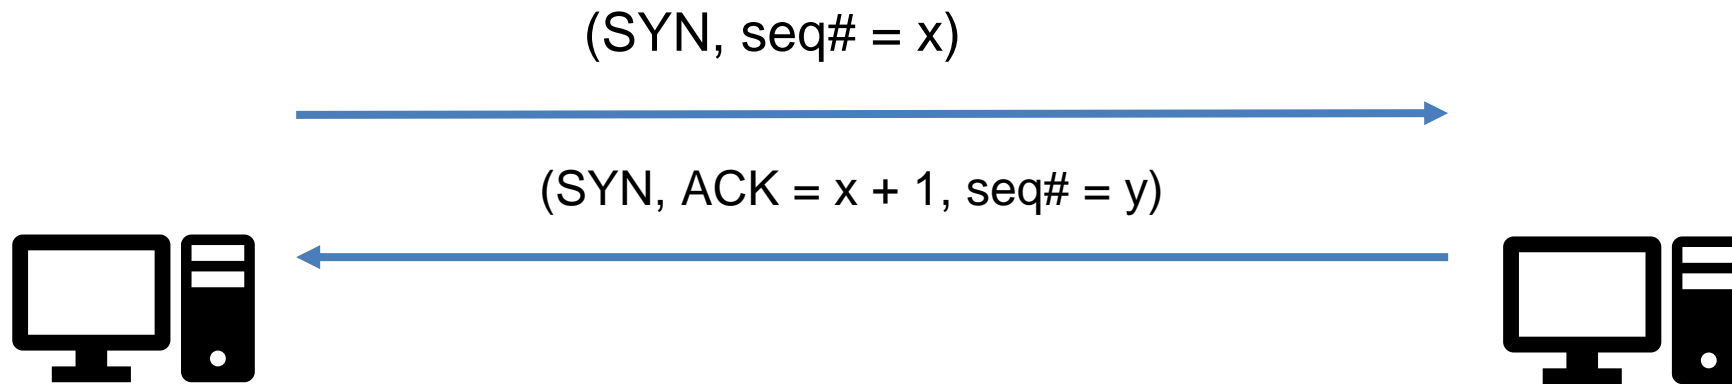 (SYN, seq# = x)
(SYN, ACK = x + 1, seq# = y)